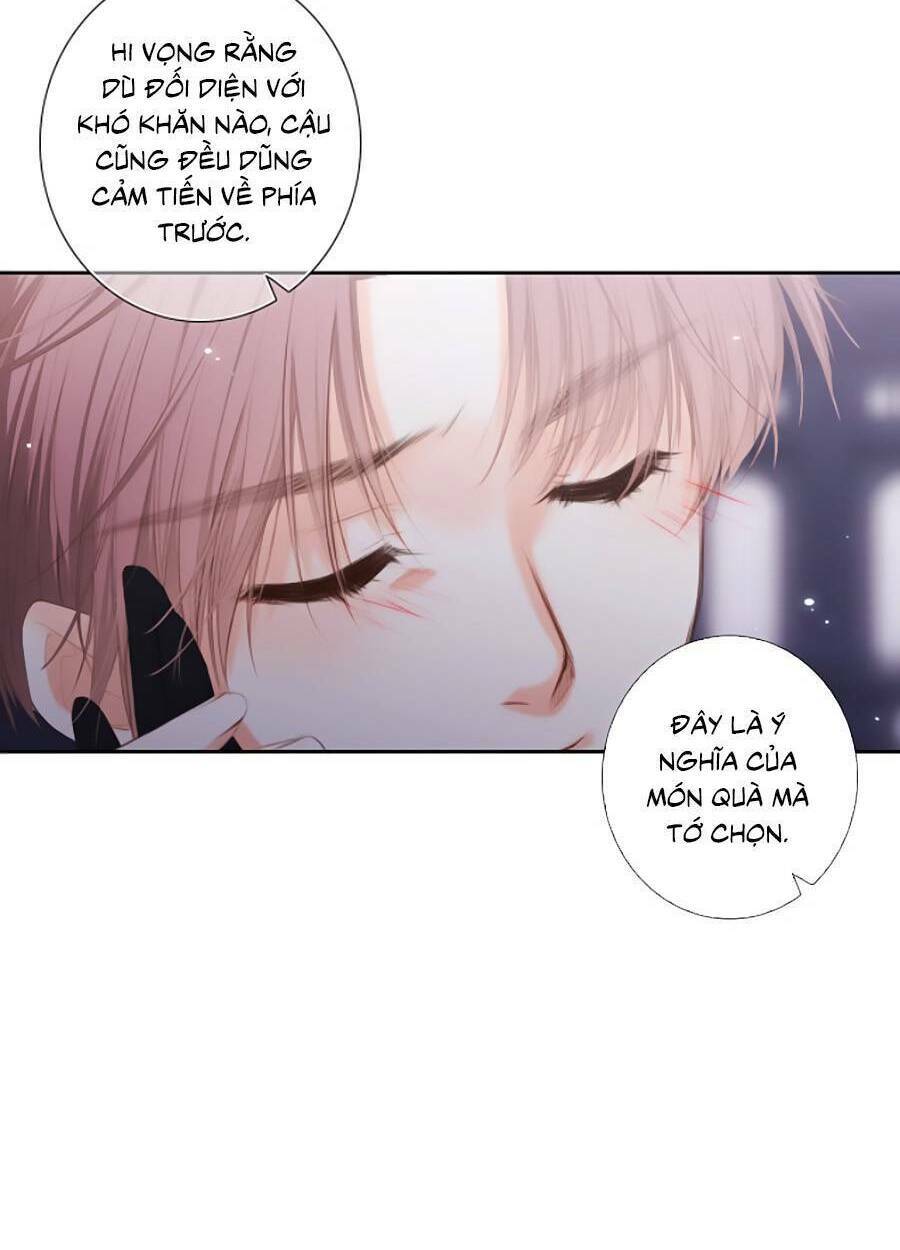 HI VỌNG RẰNG
DÙ ĐỐI DIỆN VỚI
KHÓ KHĂN NÀO, CẬU
CŨNG ĐỀU DŨNG
CẢM TIẾN VỀ PHÍA
TRƯỚC.
ĐÂY LÀ Ý
NGHĨA CỦA
MÓN QUÀ MÀ
TỚ CHỌN.